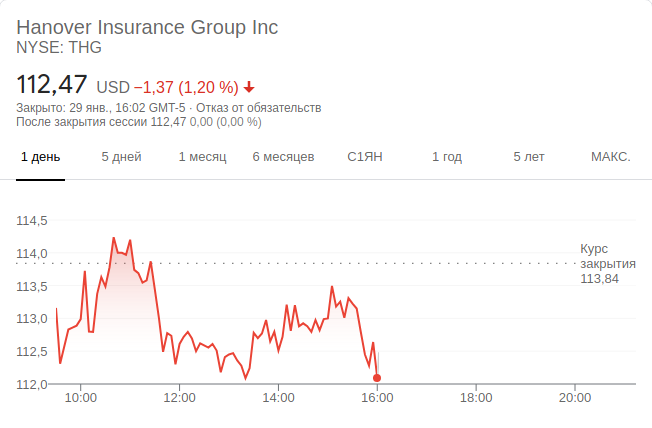 Hanover Insurance Group Inc
NYSE: THG
112,47 USD −1,37 (1,20 %)
Закрыто: 29 янв., 16:02 GMT-5 · Отказ от обязательств
После закрытия сессии 112,47 0,00 (0,00 %)
1 день 5 дней 1 месяц 6 месяцев С1ЯН 1 год 5 лет МАКС.
114,5
114,0
113,5
113,0
112,5
112,0
Курс
закрытия
113,84
10:00 12:00 14:00 16:00 18:00 20:00